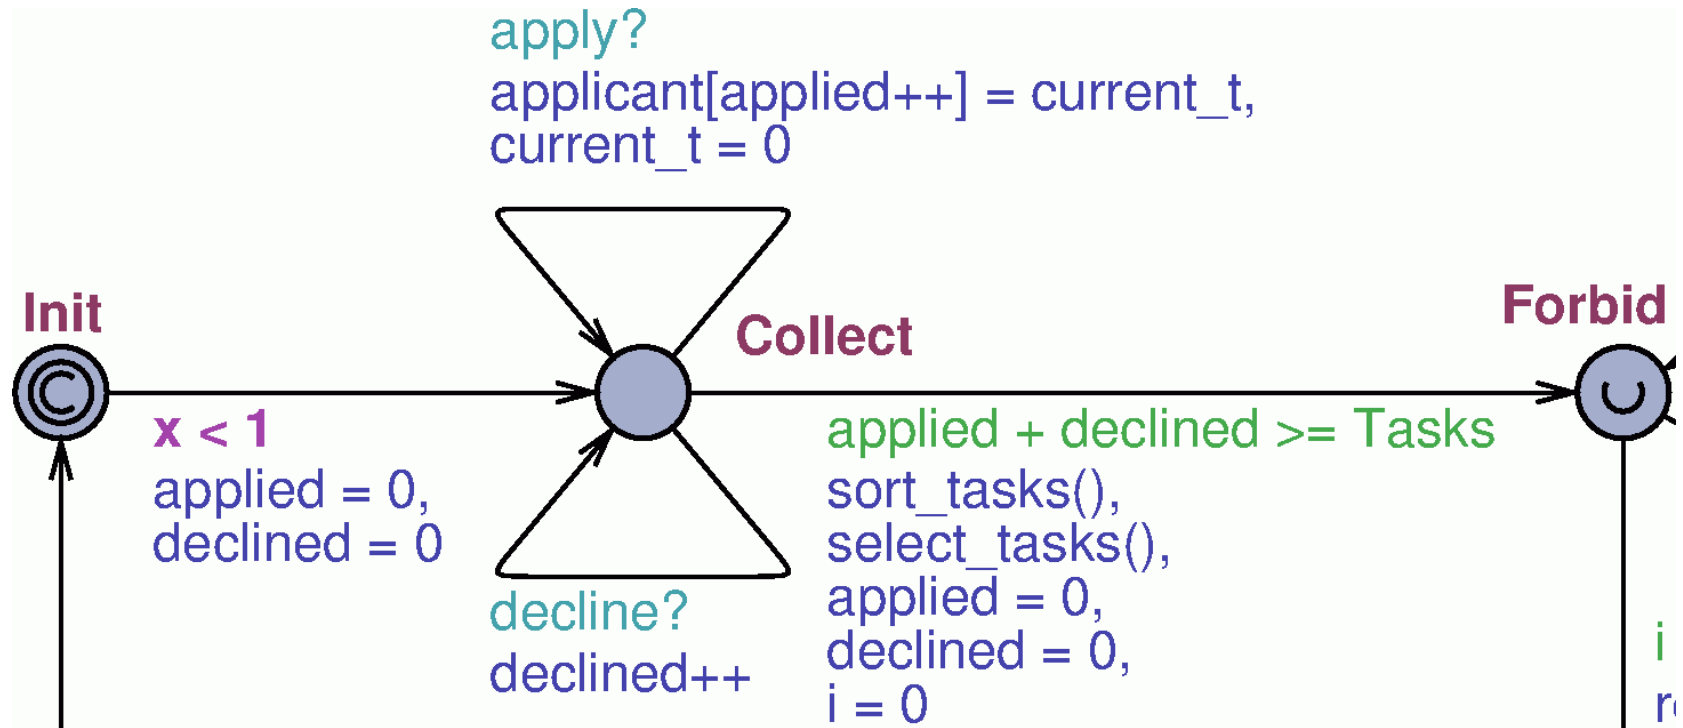 apply?
applicant[applied++] = current_t,
current_t = 0
Init
Collect
Forbid
x < 1
applied = 0,
declined = 0
applied + declined >= Tasks
sort_tasks(),
select_tasks(),
applied = 0,
declined = 0,
i = 0
decline?
declined++
i